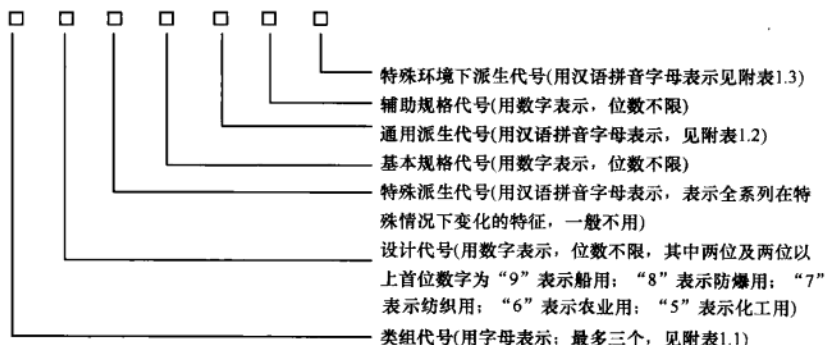 特殊环境下派生代号(用汉语拼音字母表示见附表1.3)
辅助规格代号(用数字表示，位数不限)
通用派生代号(用汉语拼音字母表示，见附表1.2)
基本规格代号(用数字表示，位数不限)
特殊派生代号(用汉语拼音字母表示，表示全系列在特
殊情况下变化的特征，一般不用)
设计代号(用数字表示，位数不限，其中两位及两位以
上首位数字为“9”表示船用；“8”表示防爆用；“7”
表示纺织用；“6”表示农业用；“5”表示化工用)
类组代号(用字母表示；最多三个，见附表1.1)